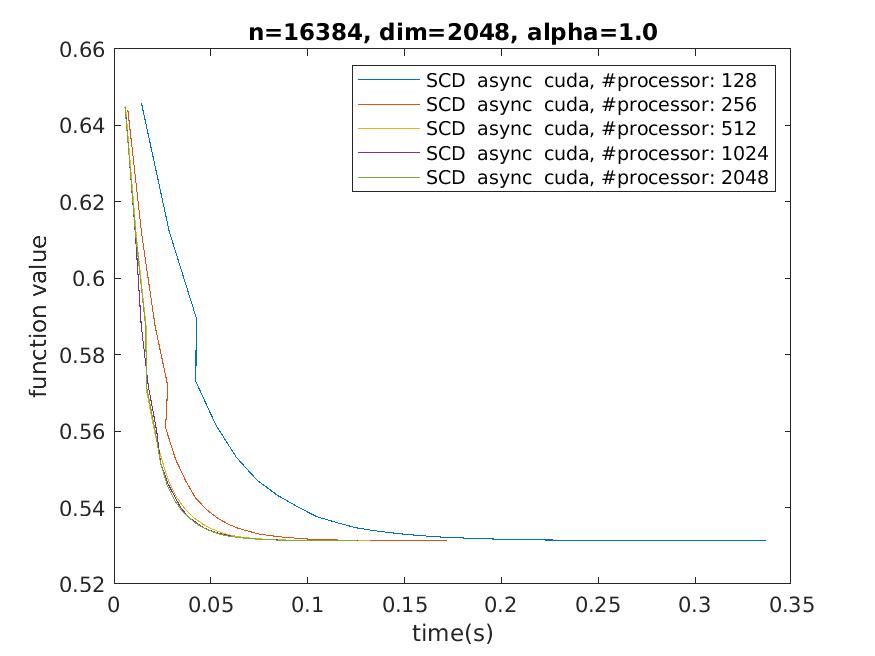 n=16384, dim=2048, alpha=1.0
0.66
0.64
0.62
0.6
0.58
0.56
0.54
0.52
function value
SCD async cuda, #processor: 128
SCD async cuda, #processor: 256
SCD async cuda, #processor: 512
SCD async cuda, #processor: 1024
SCD async cuda, #processor: 2048
0 0.05 0.1 0.15 0.2 0.25 0.3 0.35
time(s)